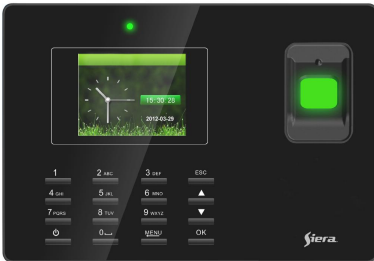 15:30:28
2012-03-29
1 2 ABC 3 DEF ESC
4 GHI 5 JKL 6 MNO ▲
7 PQRS 8 TUV 9 WXYZ ▼
0 MENU OK
Siera